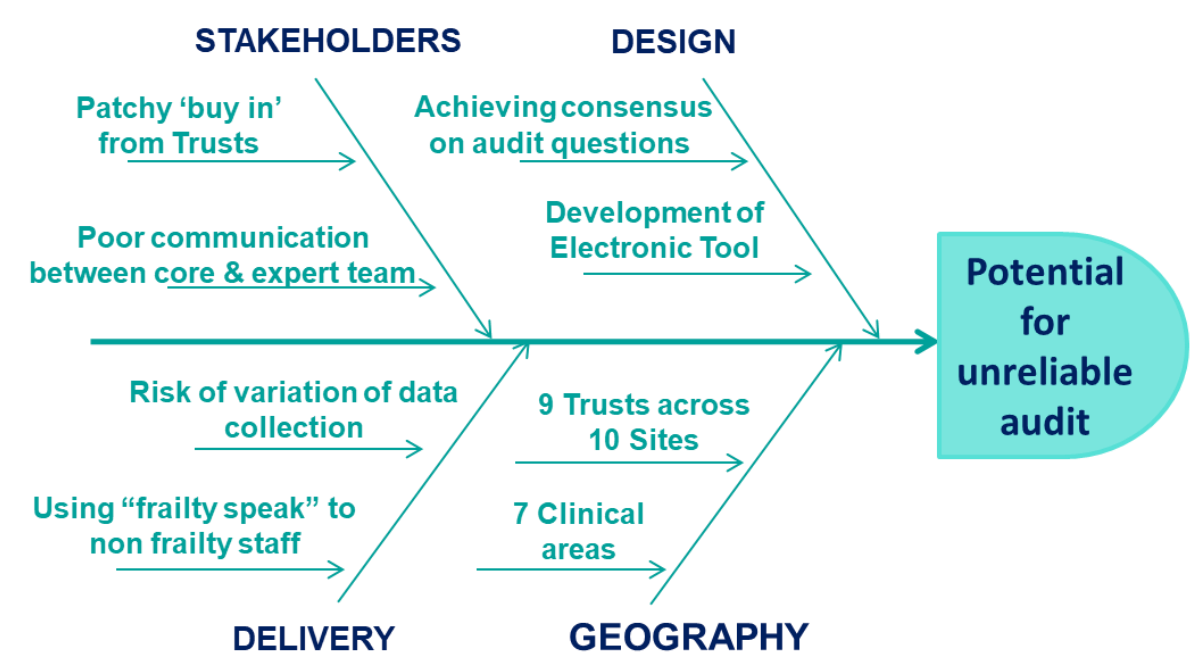 STAKEHOLDERS
DESIGN
Patchy ‘buy in’
from Trusts
Achieving consensus
on audit questions
Poor communication
between core & expert team
Development of
Electronic Tool
Potential
for
unreliable
audit
Risk of variation of data
collection
9 Trusts across
10 Sites
Using “frailty speak” to
non frailty staff
7 Clinical
areas
DELIVERY
GEOGRAPHY